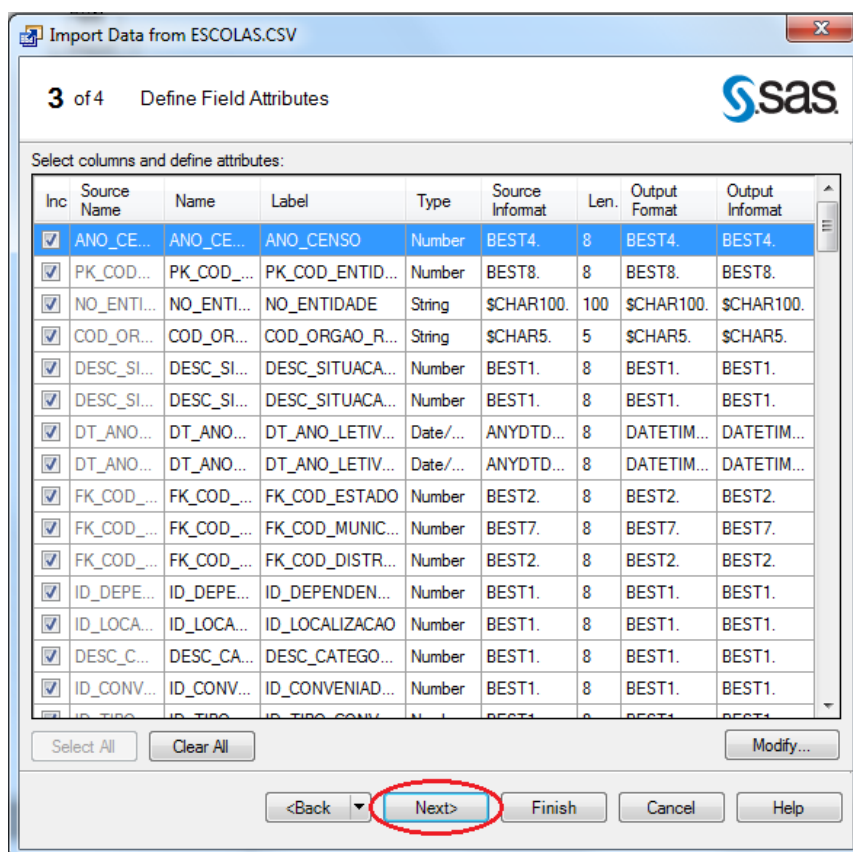 Import Data from ESCOLAS.CSV
3 of 4 Define Field Attributes
sas
Select columns and define attributes:
Inc Source Name Name Label Type Source Informat Len. Output Format Output Informat
ANO_CE... ANO_CE... ANO_CENSO Number BEST4. 8 BEST4. BEST4.
PK_COD... PK_COD_... PK_COD_ENTID... Number BEST8. 8 BEST8. BEST8.
NO_ENTI... NO_ENTI... NO_ENTIDADE String $CHAR100. 100 $CHAR100. $CHAR100.
COD_OR... COD_OR... COD_ORGAO_R... String $CHAR5. 5 $CHAR5. $CHAR5.
DESC_SI... DESC_SI... DESC_SITUACA... Number BEST1. 8 BEST1. BEST1.
DESC_SI... DESC_SI... DESC_SITUACA... Number BEST1. 8 BEST1. BEST1.
DT_ANO... DT_ANO... DT_ANO_LETIV... Date/... ANYDTD... 8 DATETIM... DATETIM...
DT_ANO... DT_ANO... DT_ANO_LETIV... Date/... ANYDTD... 8 DATETIM... DATETIM...
FK_COD_... FK_COD_... FK_COD_ESTADO Number BEST2. 8 BEST2. BEST2.
FK_COD_... FK_COD_... FK_COD_MUNIC... Number BEST7. 8 BEST7. BEST7.
FK_COD_... FK_COD_... FK_COD_DISTR... Number BEST2. 8 BEST2. BEST2.
ID_DEPE... ID_DEPE... ID_DEPENDEN... Number BEST1. 8 BEST1. BEST1.
ID_LOCA... ID_LOCA... ID_LOCALIZACAO Number BEST1. 8 BEST1. BEST1.
DESC_C... DESC_CA... DESC_CATEGO... Number BEST1. 8 BEST1. BEST1.
ID_CONV... ID_CONV... ID_CONVENIAD... Number BEST1. 8 BEST1. BEST1.
Select All Clear All Modify...
<Back Next> Finish Cancel Help